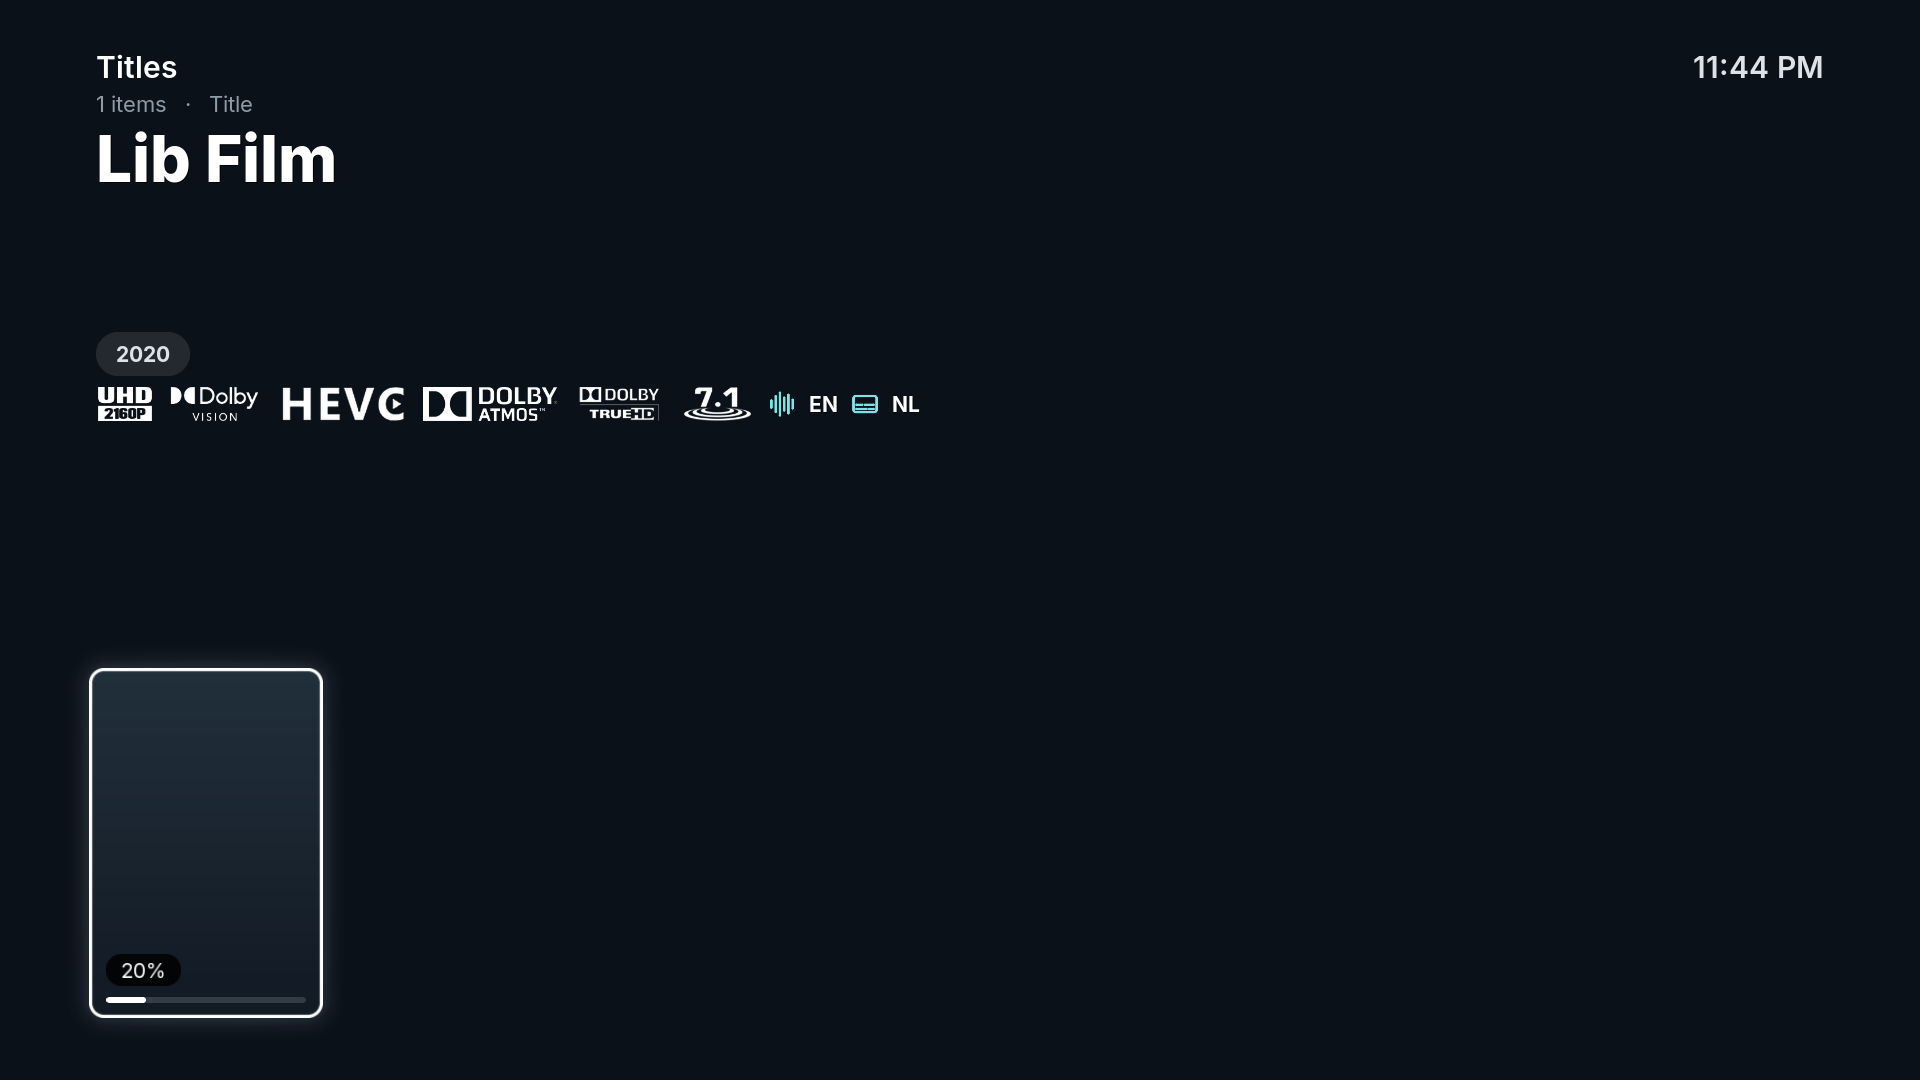 Titles
11:44 PM
1 items · Title
Lib Film
2020
UHD 2160P Dolby VISION HEVC DOLBY ATMOS™ DOLBY TRUEHD 7.1 EN NL
20%